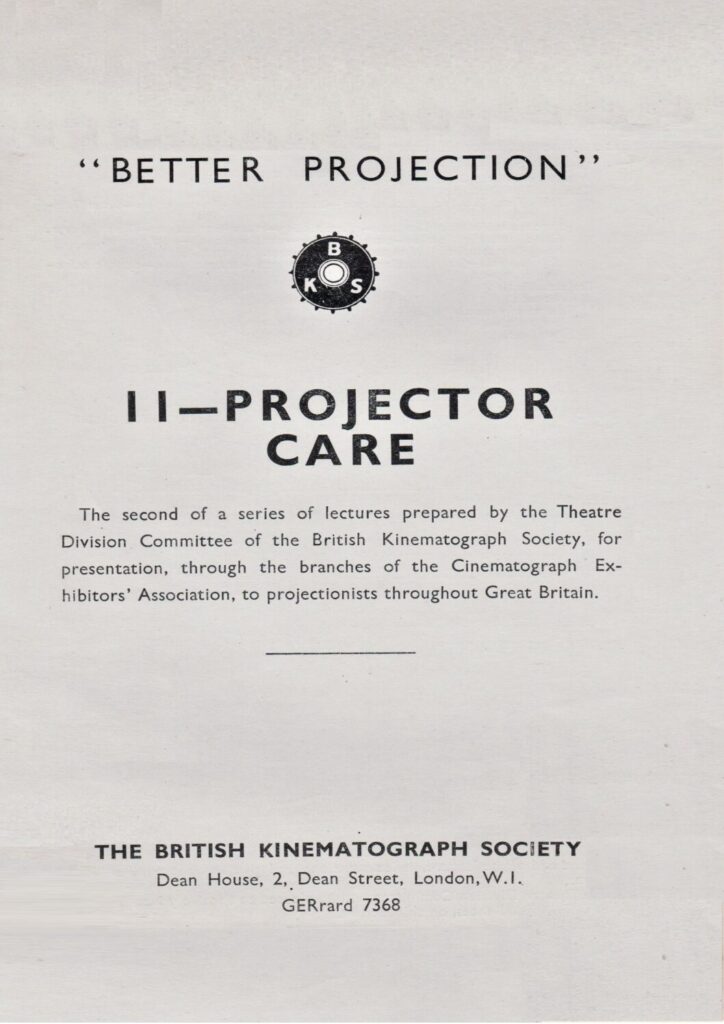 “BETTER PROJECTION”
B
K S
II—PROJECTOR
CARE
The second of a series of lectures prepared by the Theatre
Division Committee of the British Kinematograph Society, for
presentation, through the branches of the Cinematograph Ex-
hibitors’ Association, to projectionists throughout Great Britain.
THE BRITISH KINEMATOGRAPH SOCIETY
Dean House, 2, Dean Street, London, W.I.
GERrard 7368